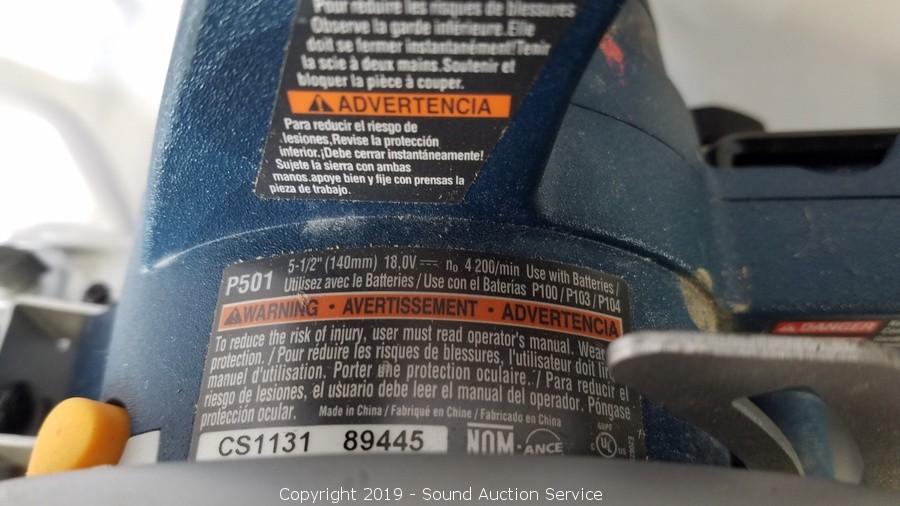 Pour réduire les risques de blessures
Observe la garde inférieure.Elle
doit se fermer instantanément!Tenir
la scie à deux mains.Soutenir et
bloquer la pièce à couper.
ADVERTENCIA
Para reducir el riesgo de
lesiones,Revise la protección
inferior.¡Debe cerrar instantáneamente!
Sujete la sierra con ambas
manos.apoye bien y fije con prensas la
pieza de trabajo.
P501 5-1/2" (140mm) 18,0V n₀ 4 200/min Use with Batteries /
Utilisez avec le Batteries / Use con el Baterías P100 / P103 / P104
WARNING • AVERTISSEMENT • ADVERTENCIA
To reduce the risk of injury, user must read operator's manual. Wear
protection. / Pour réduire les risques de blessures, l'utilisateur doit
manuel d'utilisation. Porter une protection oculaire. / Para reducir el
riesgo de lesiones, el usuario debe leer el manual del operador. Póngase
protección ocular. Made in China / Fabriqué en Chine / Fabricado en China
CS1131 89445 NOM -ANCE UL US
DANGER
Copyright 2019 - Sound Auction Service